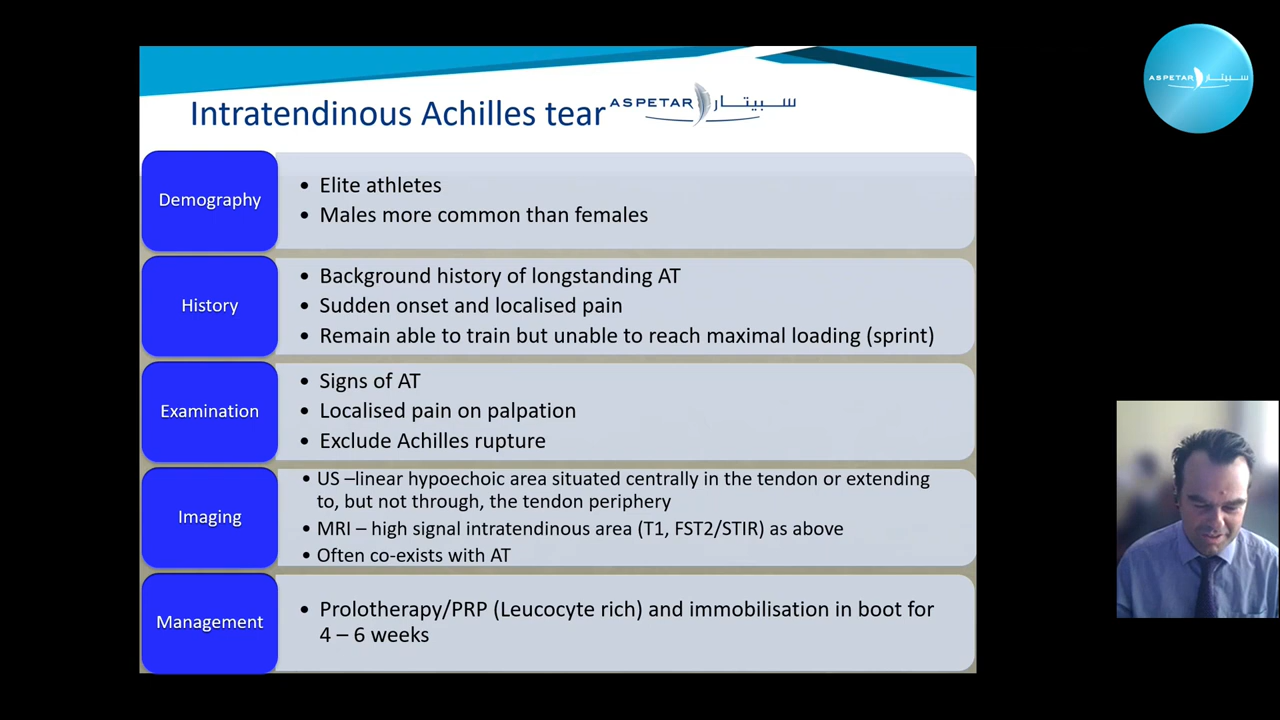 Intratendinous Achilles tear
ASPETAR سبيتار
ASPETAR سبيتار
Demography
• Elite athletes
• Males more common than females
History
• Background history of longstanding AT
• Sudden onset and localised pain
• Remain able to train but unable to reach maximal loading (sprint)
Examination
• Signs of AT
• Localised pain on palpation
• Exclude Achilles rupture
Imaging
• US –linear hypoechoic area situated centrally in the tendon or extending
to, but not through, the tendon periphery
• MRI – high signal intratendinous area (T1, FST2/STIR) as above
• Often co-exists with AT
Management
• Prolotherapy/PRP (Leucocyte rich) and immobilisation in boot for
4 – 6 weeks